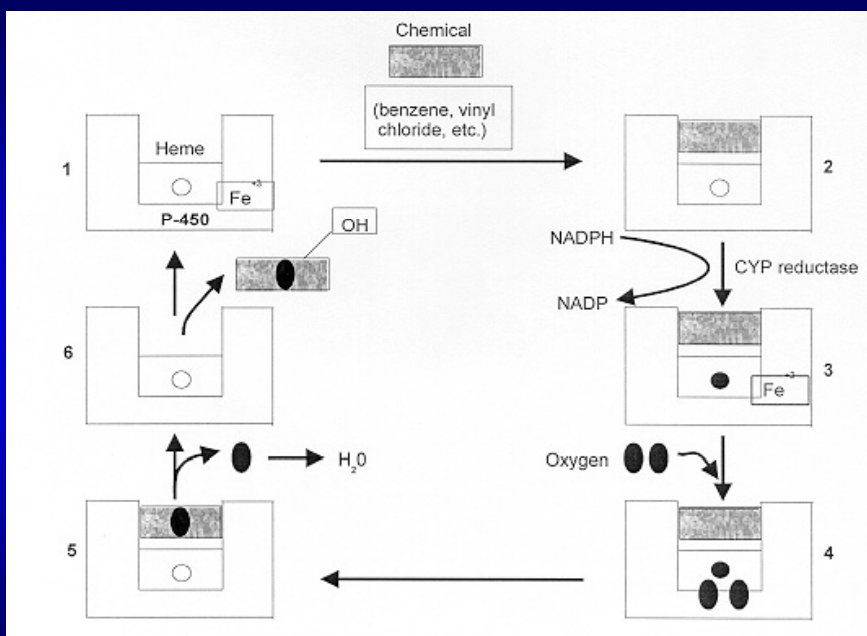 Chemical
(benzene, vinyl
chloride, etc.)
1
Heme
Fe+3
P-450
2
OH
NADPH
CYP reductase
NADP
6
3
Fe+2
H20
Oxygen
5
4